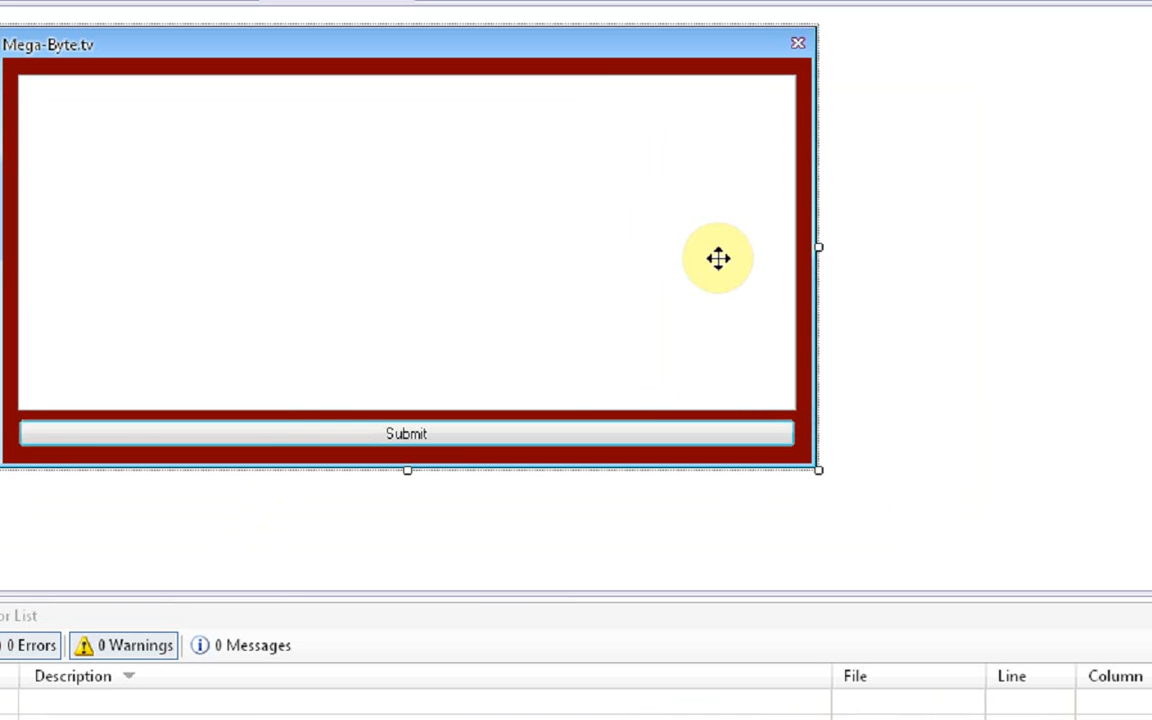 Mega-Byte.tv
Submit
or List
0 Errors 0 Warnings 0 Messages
Description File Line Column